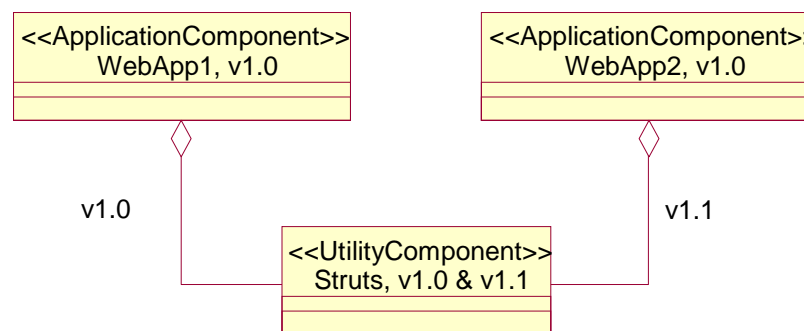 <<ApplicationComponent>>
WebApp1, v1.0
<<ApplicationComponent>
WebApp2, v1.0
v1.0
v1.1
<<UtilityComponent>>
Struts, v1.0 & v1.1